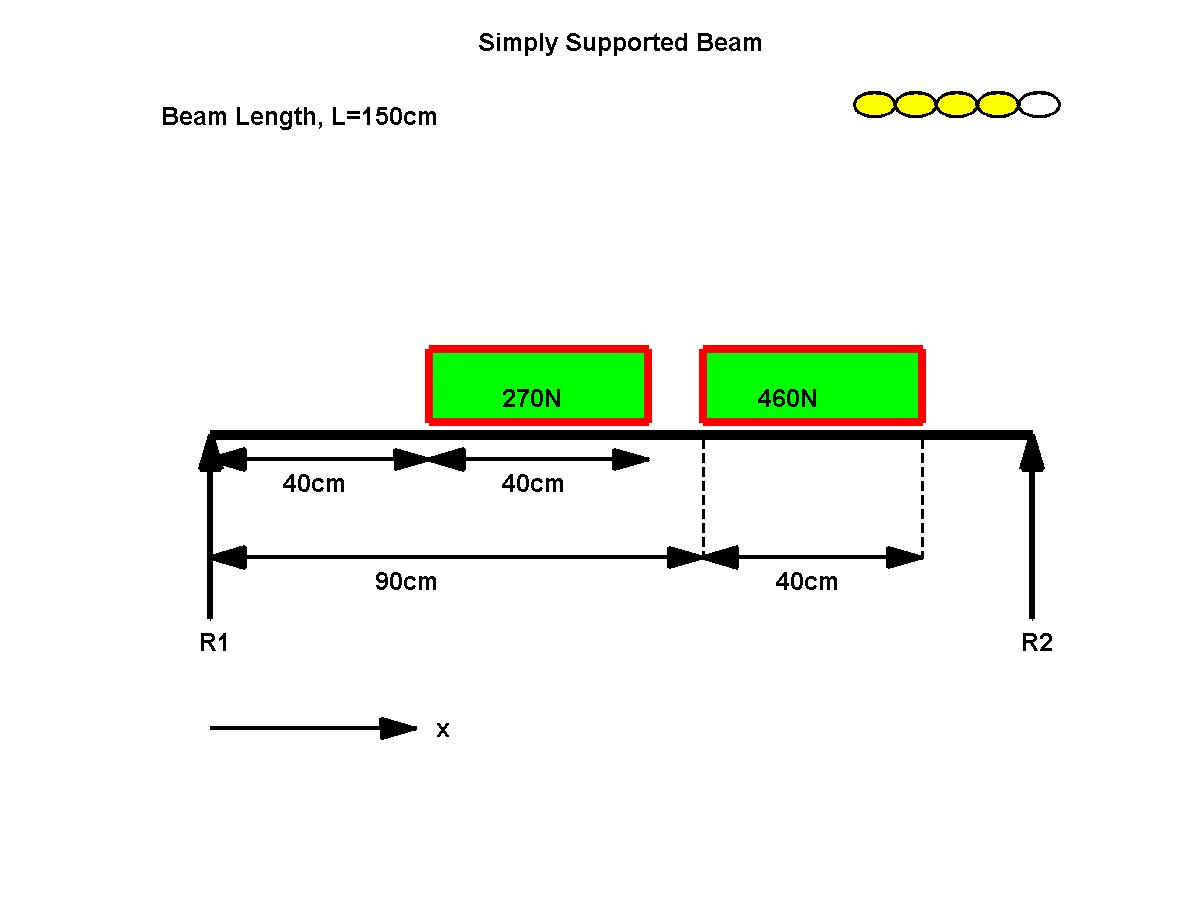 Simply Supported Beam
Beam Length, L=150cm
270N
460N
40cm
40cm
90cm
40cm
R1
R2
x